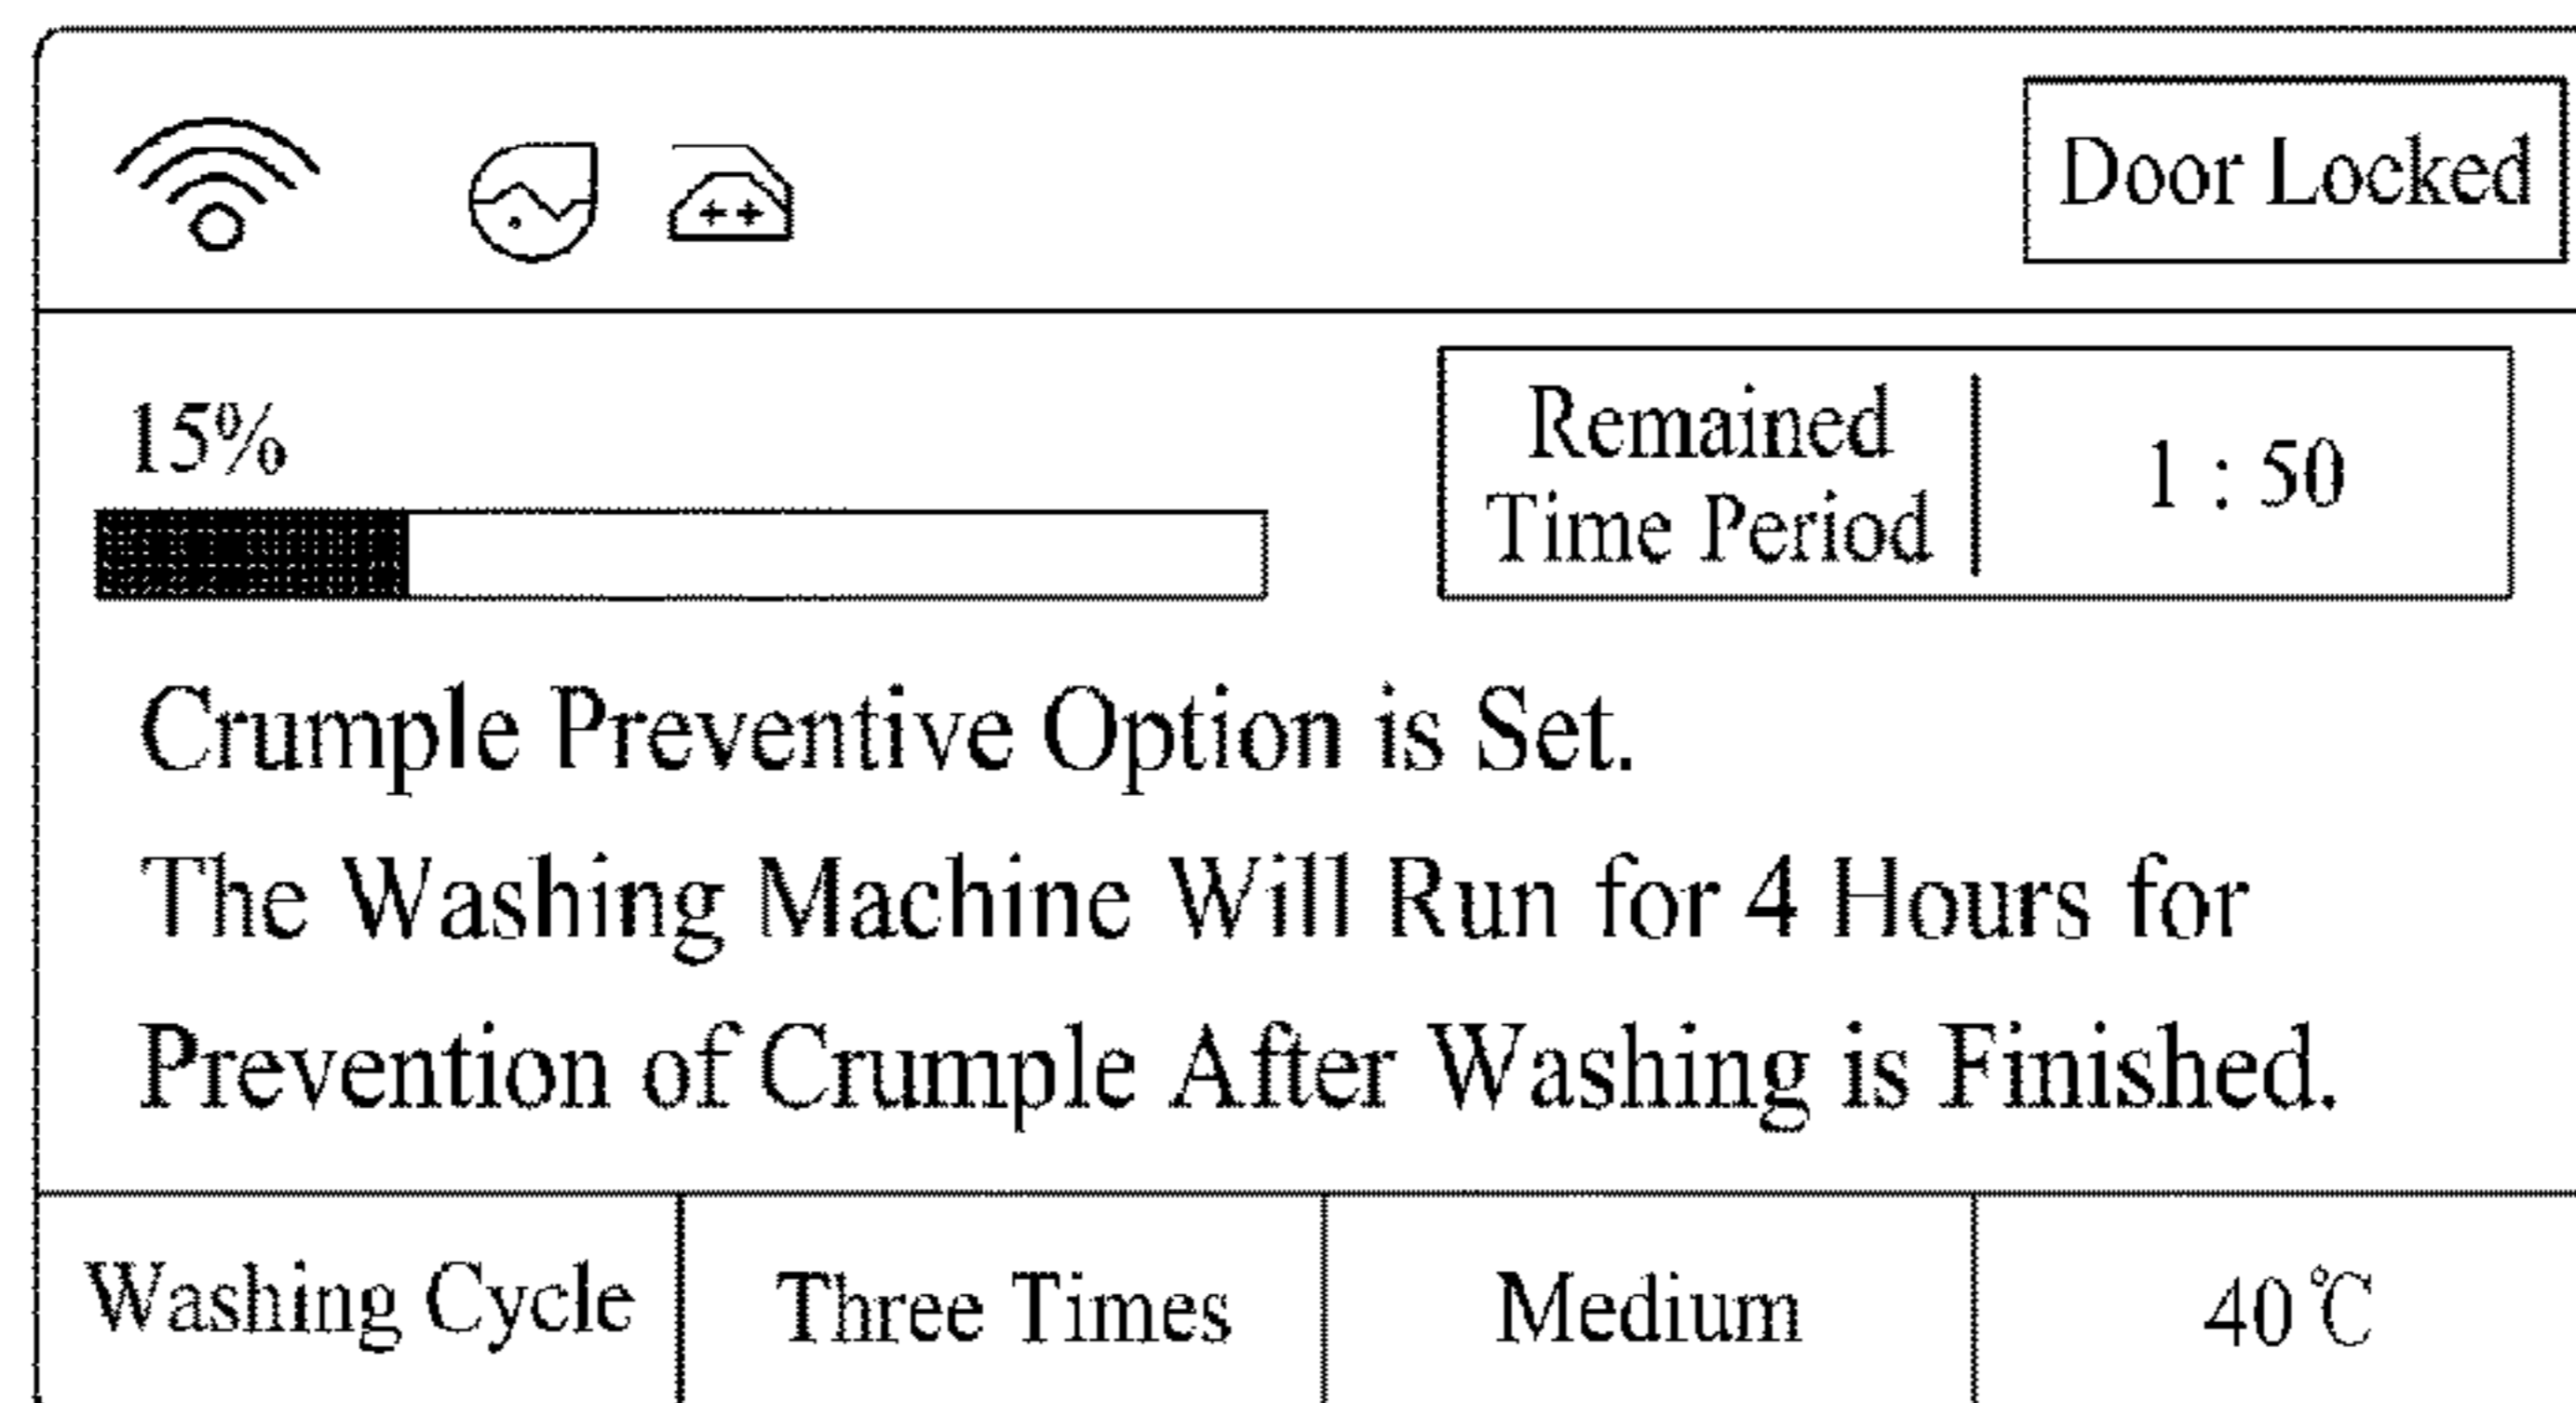 Door Locked
15%
Remained
Time Period
1 : 50
Crumple Preventive Option is Set.
The Washing Machine Will Run for 4 Hours for
Prevention of Crumple After Washing is Finished.
Washing Cycle
Three Times
Medium
40℃